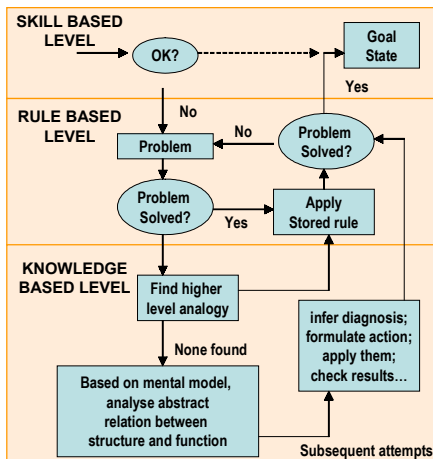 SKILL BASED
LEVEL
OK?
Goal
State
Yes
No
RULE BASED
LEVEL
No
Problem
Problem
Solved?
Problem
Solved?
Yes
Apply
Stored rule
KNOWLEDGE
BASED LEVEL
Find higher
level analogy
None found
infer diagnosis;
formulate action;
apply them;
check results...
Based on mental model,
analyse abstract
relation between
structure and function
Subsequent attempts